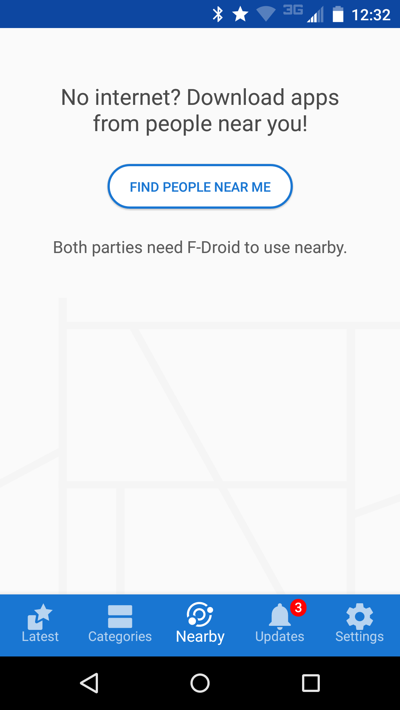 3G 12:32
No internet? Download apps
from people near you!
FIND PEOPLE NEAR ME
Both parties need F-Droid to use nearby.
3
Latest Categories Nearby Updates Settings